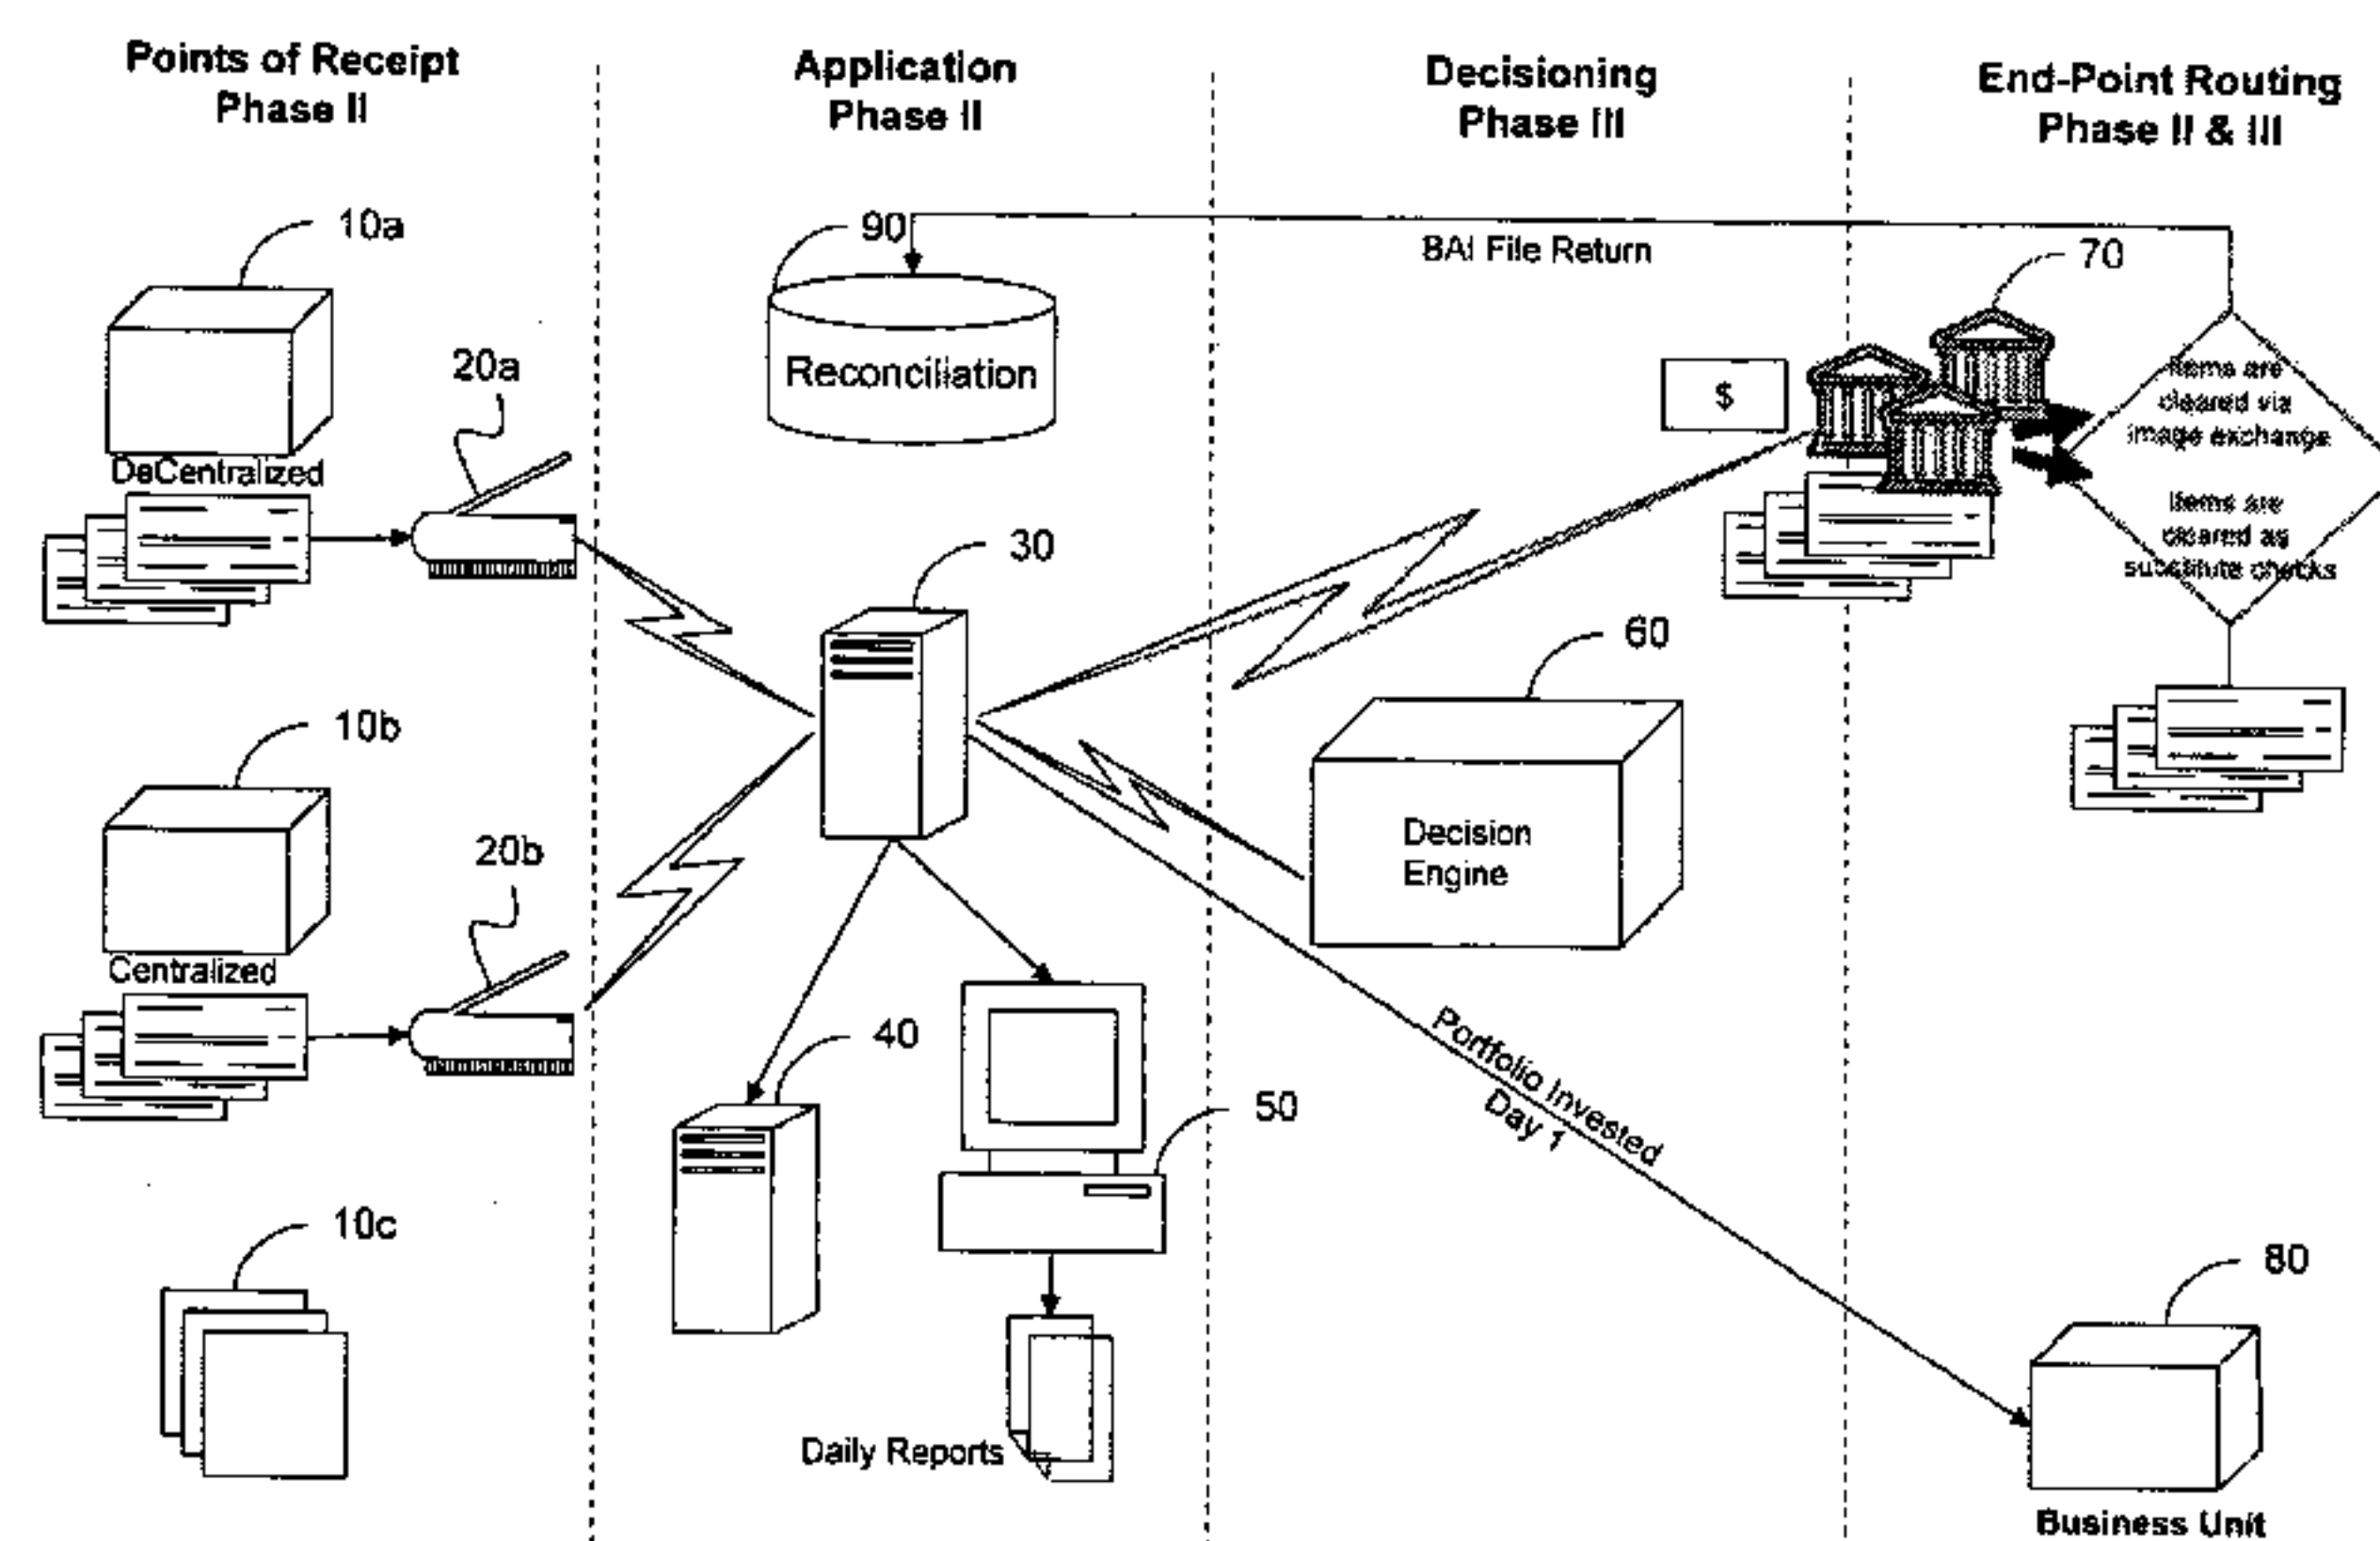 Points of Receipt
Phase II
Application
Phase II
Decisioning
Phase III
End-Point Routing
Phase II & III
10a
90
BAI File Return
70
20a
Reconciliation
$
Items are
cleared via
image exchange
DeCentralized
Items are
cleared as
substitute checks
30
60
10b
20b
Decision
Engine
Centralized
40
Portfolio Invested
Day 1
50
10c
80
Daily Reports
Business Unit